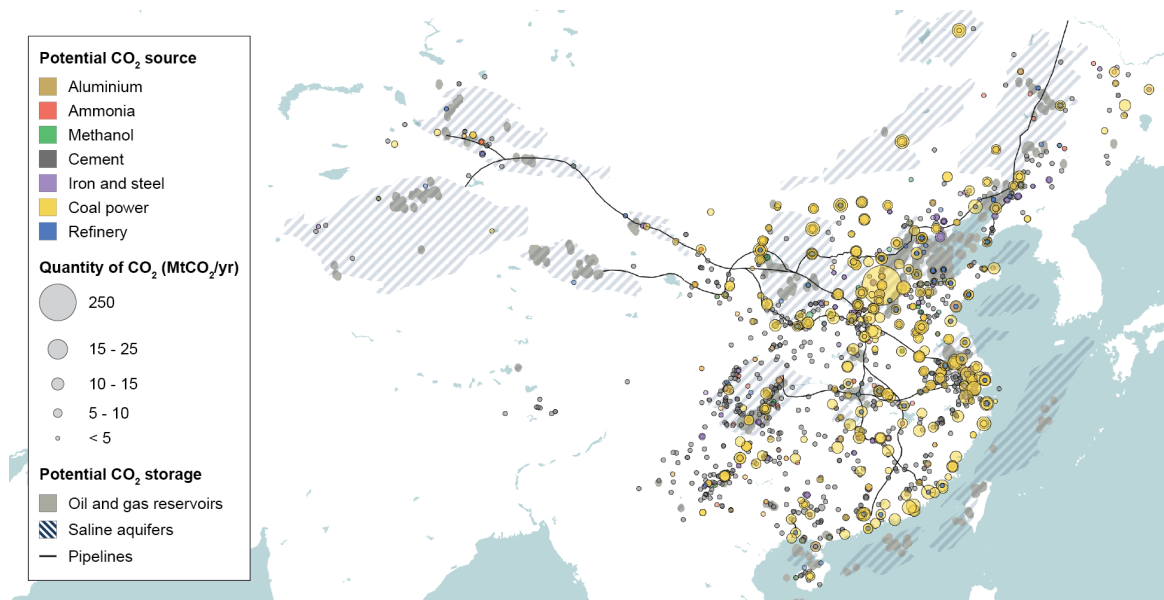 Potential CO₂ source
Aluminium
Ammonia
Methanol
Cement
Iron and steel
Coal power
Refinery
Quantity of CO₂ (MtCO₂/yr)
250
15 - 25
10 - 15
5 - 10
< 5
Potential CO₂ storage
Oil and gas reservoirs
Saline aquifers
Pipelines